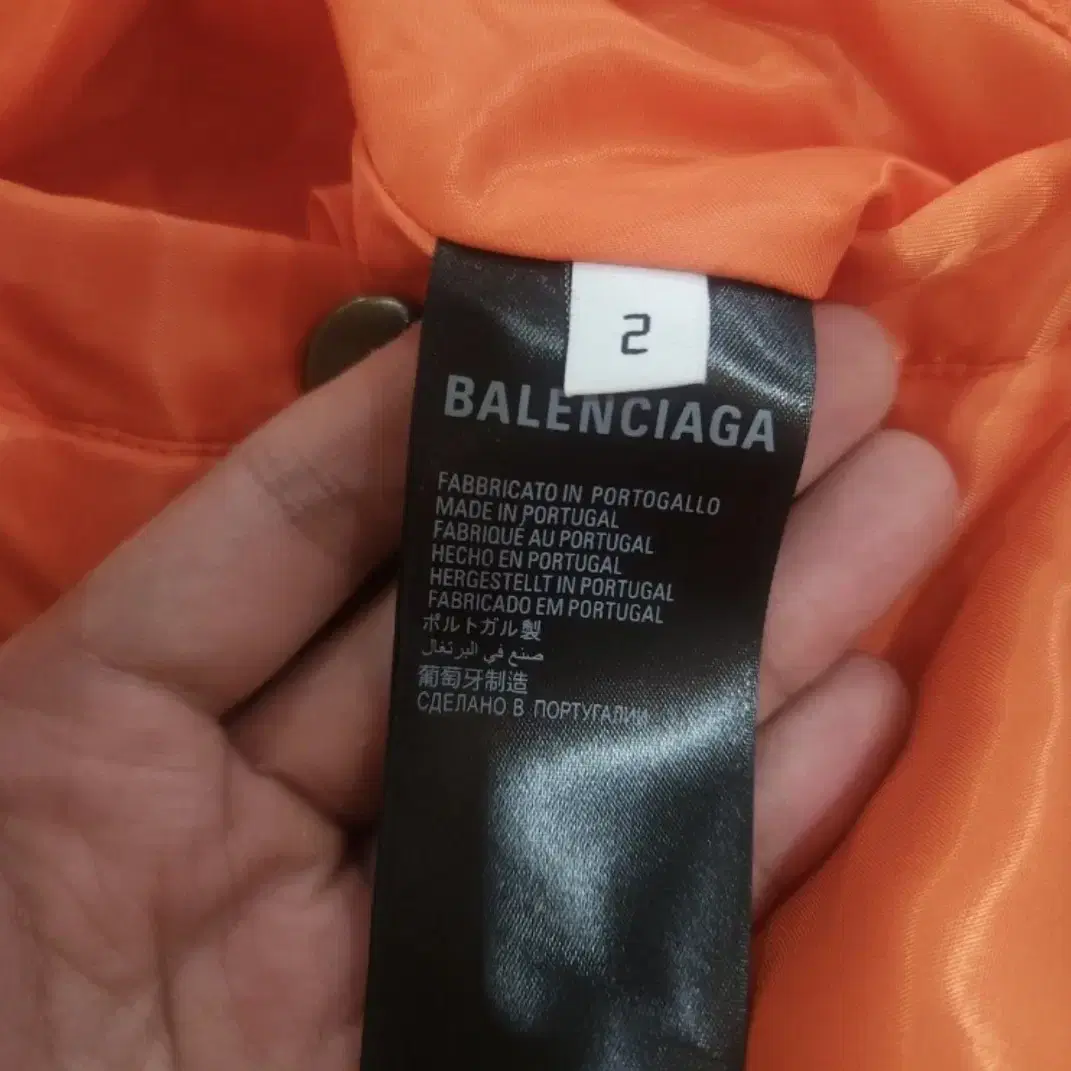 2
BALENCIAGA
FABBRICATO IN PORTOGALLO
MADE IN PORTUGAL
FABRIQUÉ AU PORTUGAL
HECHO EN PORTUGAL
HERGESTELLT IN PORTUGAL
FABRICADO EM PORTUGAL
ポルトガル製
صنع في البرتغال
葡萄牙制造
СДЕЛАНО В ПОРТУГАЛИИ